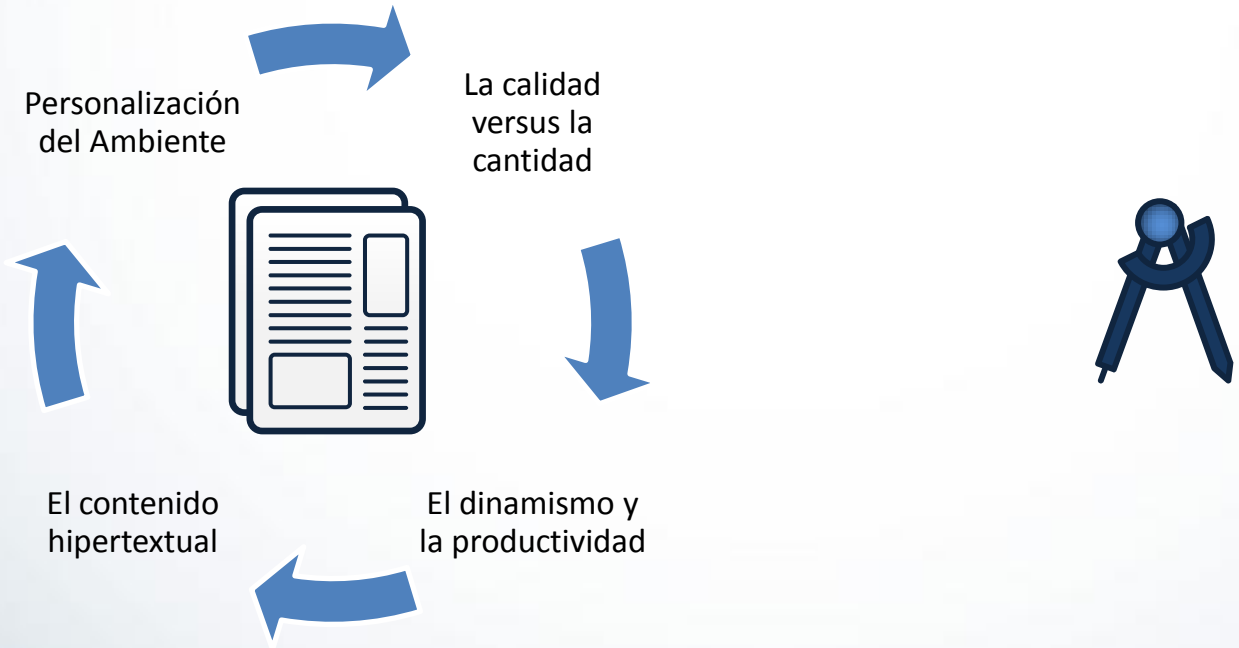 Personalización
del Ambiente
La calidad
versus la
cantidad
El dinamismo y
la productividad
El contenido
hipertextual